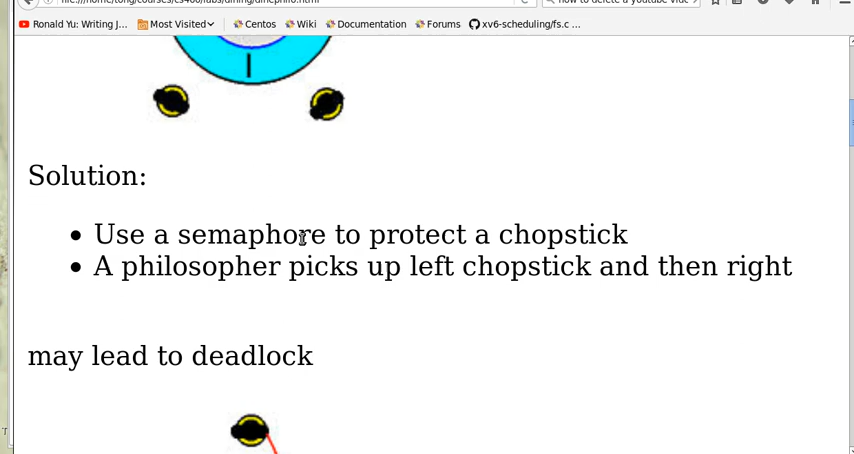 Ronald Yu: Writing J... Most Visited Centos Wiki Documentation Forums xv6-scheduling/fs.c ...
Solution:
Use a semaphore to protect a chopstick
A philosopher picks up left chopstick and then right
may lead to deadlock